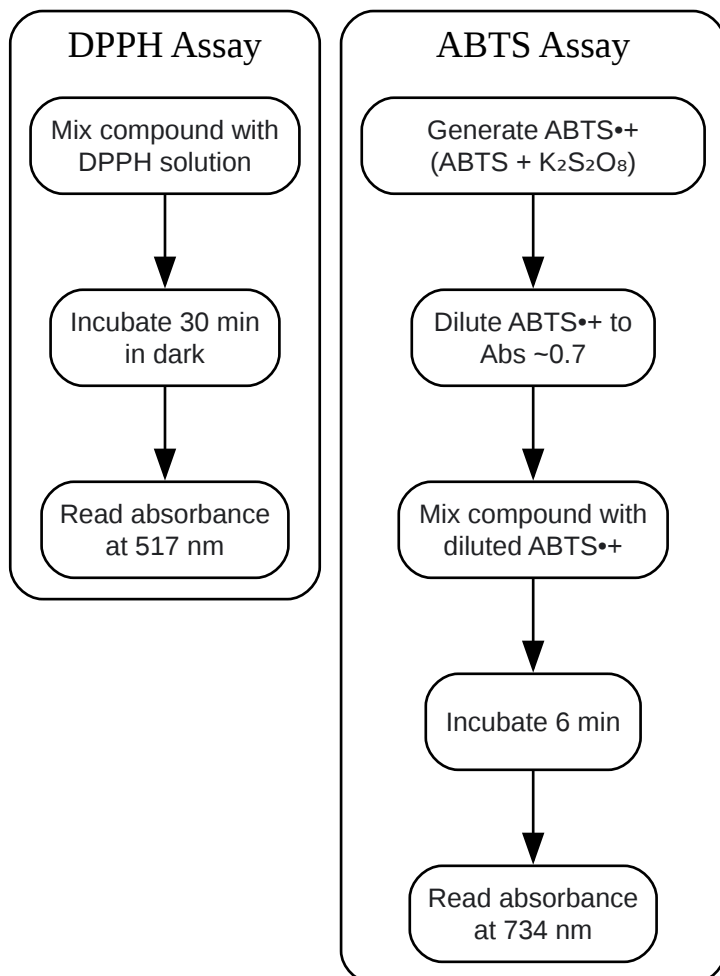 DPPH Assay
Mix compound with
DPPH solution
Incubate 30 min
in dark
Read absorbance
at 517 nm
ABTS Assay
Generate ABTS•+
(ABTS + K₂S₂O₈)
Dilute ABTS•+ to
Abs ~0.7
Mix compound with
diluted ABTS•+
Incubate 6 min
Read absorbance
at 734 nm